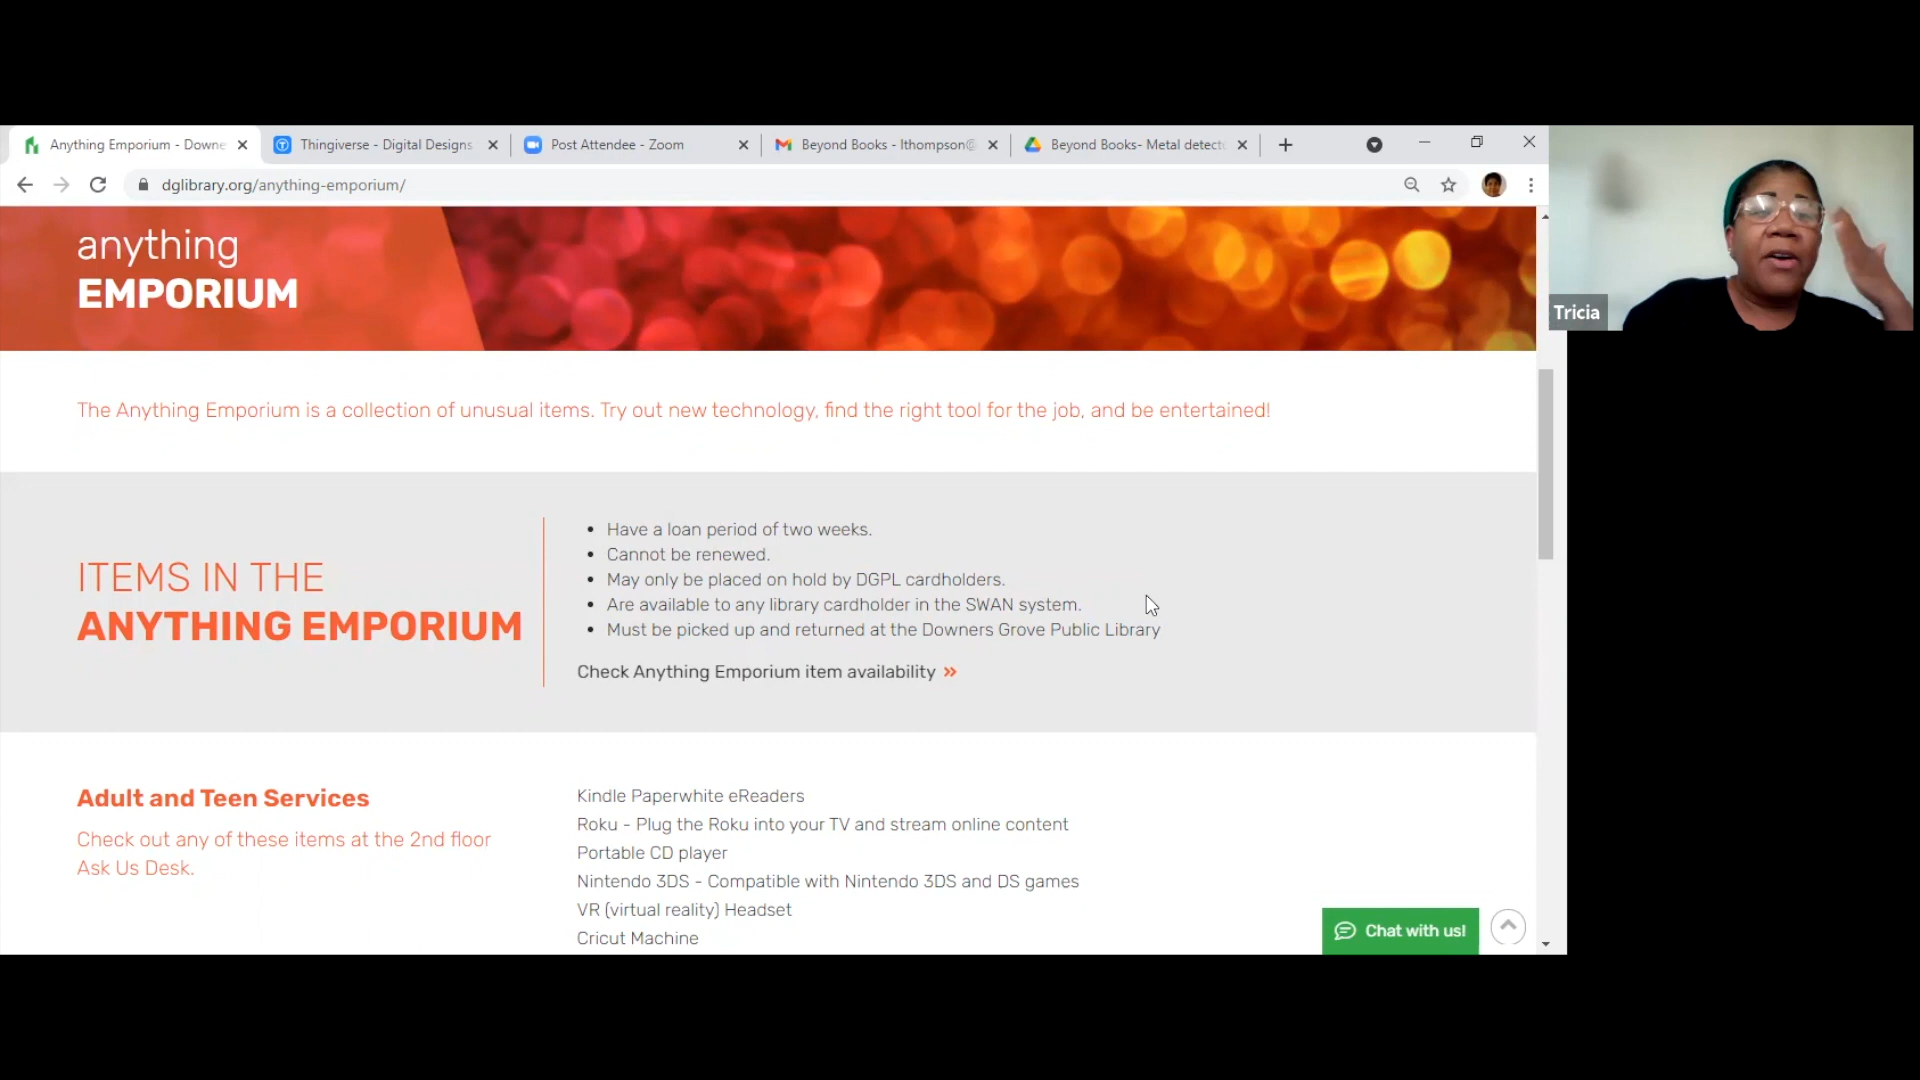 Anything Emporium - Downe
Thingiverse - Digital Designs
Post Attendee - Zoom
Beyond Books - lthompson@
Beyond Books- Metal detect
dglibrary.org/anything-emporium/
anything
EMPORIUM
Tricia
The Anything Emporium is a collection of unusual items. Try out new technology, find the right tool for the job, and be entertained!
ITEMS IN THE
ANYTHING EMPORIUM
• Have a loan period of two weeks.
• Cannot be renewed.
• May only be placed on hold by DGPL cardholders.
• Are available to any library cardholder in the SWAN system.
• Must be picked up and returned at the Downers Grove Public Library
Check Anything Emporium item availability »
Adult and Teen Services
Check out any of these items at the 2nd floor
Ask Us Desk.
Kindle Paperwhite eReaders
Roku - Plug the Roku into your TV and stream online content
Portable CD player
Nintendo 3DS - Compatible with Nintendo 3DS and DS games
VR (virtual reality) Headset
Cricut Machine
Chat with us!